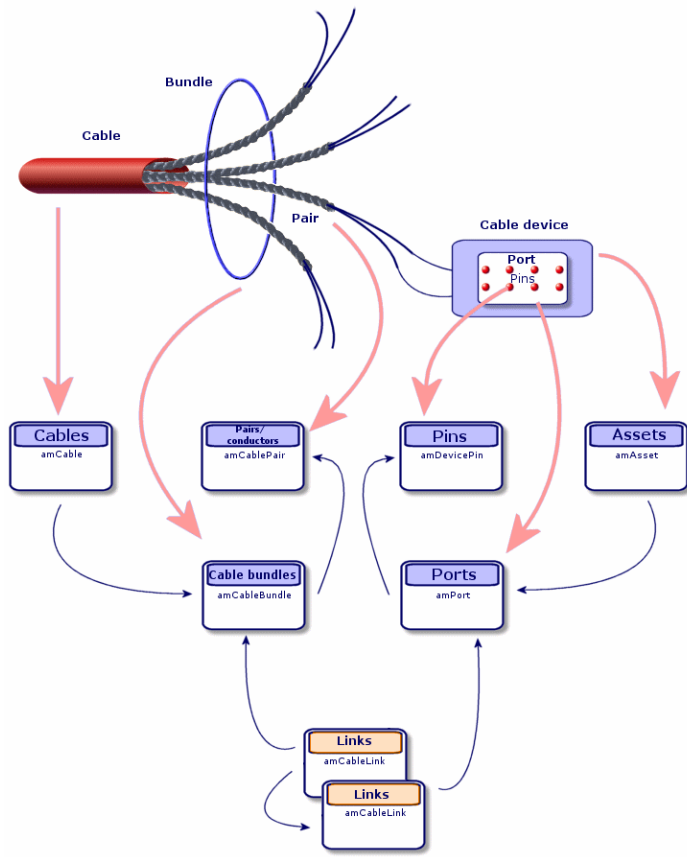 Bundle
Cable
Pair
Cable device
Port
Pins
Cables
amCable
Pairs/
conductors
amCablePair
Pins
amDevicePin
Assets
amAsset
Cable bundles
amCableBundle
Ports
amPort
Links
amCableLink
Links
amCableLink